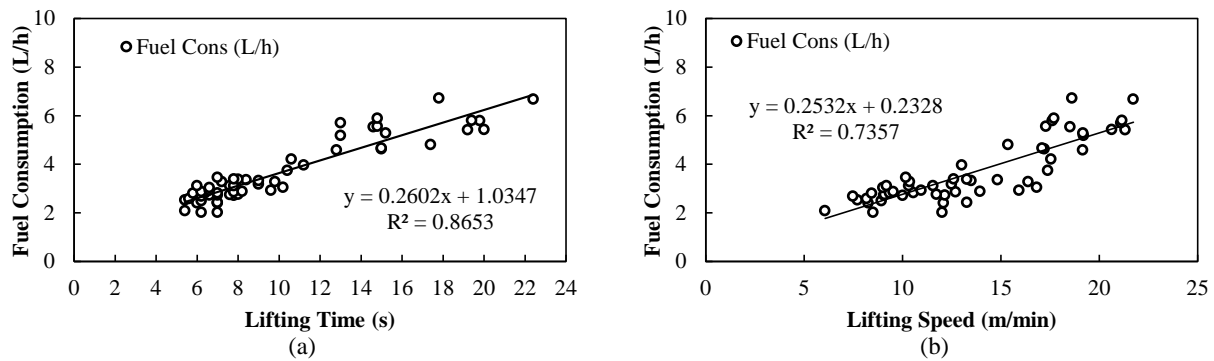 Fuel Consumption (L/h)
10
8
6
4
2
0
Fuel Cons (L/h)
y = 0.2602x + 1.0347
R² = 0.8653
0 2 4 6 8 10 12 14 16 18 20 22 24
Lifting Time (s)
(a)
Fuel Consumption (L/h)
10
8
6
4
2
0
Fuel Cons (L/h)
y = 0.2532x + 0.2328
R² = 0.7357
0 5 10 15 20 25
Lifting Speed (m/min)
(b)